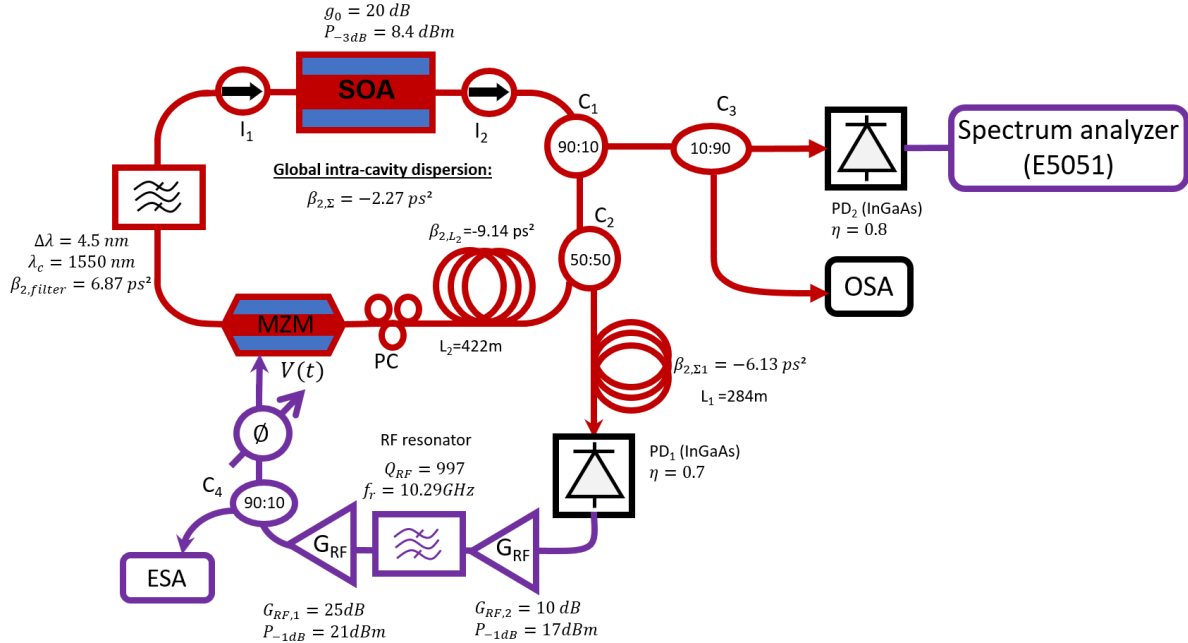 g₀ = 20 dB
P₋₃dB = 8.4 dBm
SOA
I₁
I₂
C₁
90:10
C₃
10:90
Spectrum analyzer
(E5051)
PD₂ (InGaAs)
η = 0.8
OSA
Global intra-cavity dispersion:
β₂,Σ = −2.27 ps²
Δλ = 4.5 nm
λc = 1550 nm
β₂,filter = 6.87 ps²
β₂,L₂=-9.14 ps²
C₂
50:50
MZM
PC
L₂=422m
V(t)
β₂,Σ₁ = −6.13 ps²
L₁ =284m
Ø
RF resonator
Q_RF = 997
f_r = 10.29GHz
PD₁ (InGaAs)
η = 0.7
C₄
90:10
G_RF
G_RF
ESA
G_RF,1 = 25dB
P₋₁dB = 21dBm
G_RF,2 = 10 dB
P₋₁dB = 17dBm